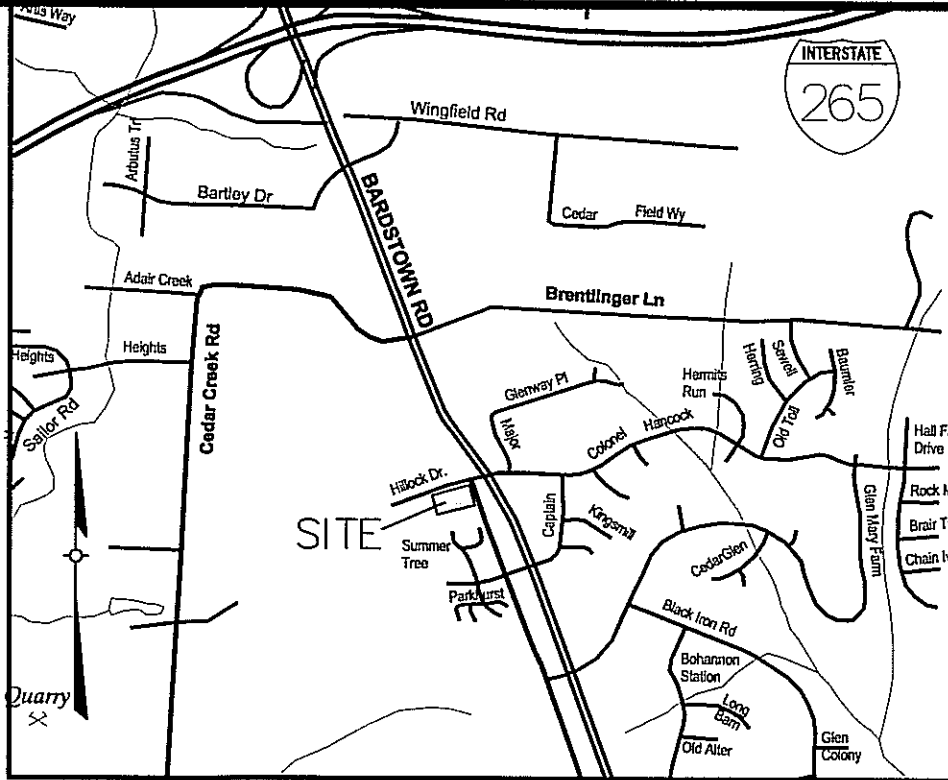 Way
INTERSTATE
265
Wingfield Rd
Arbutus Tr
Bartley Dr
Cedar Field Wy
BARDSTOWN RD
Adair Creek
Brentlinger Ln
Heights
Heights
Cedar Creek Rd
Sailor Rd
Glenway Pl
Major
Hermits
Run
Herring
Sewell
Baumler
Old Toll
Colonel Hancock
Hall F
Drive
Hillock Dr.
SITE
Captain
Kingsmill
Glen Mary Farm
Rock
Brair T
Chain
Summer
Tree
Parkhurst
CedarGlen
Black Iron Rd
Bohannon
Station
Long
Barn
Old Alter
Glen
Colony
Quarry